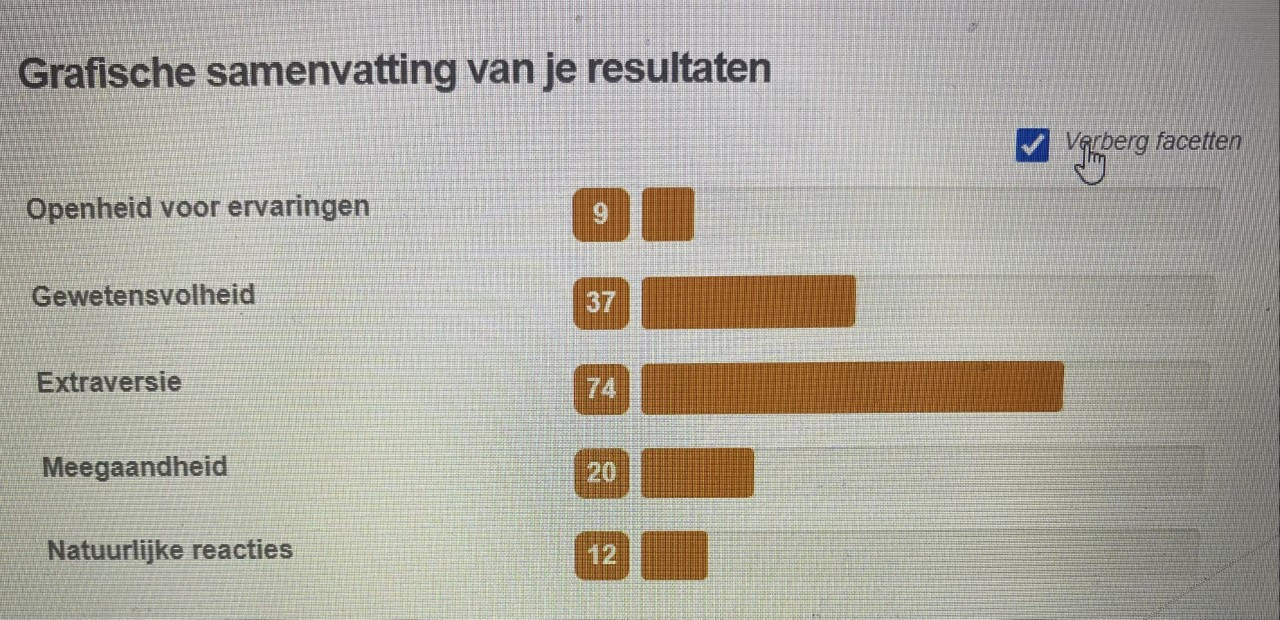 Grafische samenvatting van je resultaten
Verberg facetten
Openheid voor ervaringen 9
Gewetensvolheid 37
Extraversie 74
Meegaandheid 20
Natuurlijke reacties 12